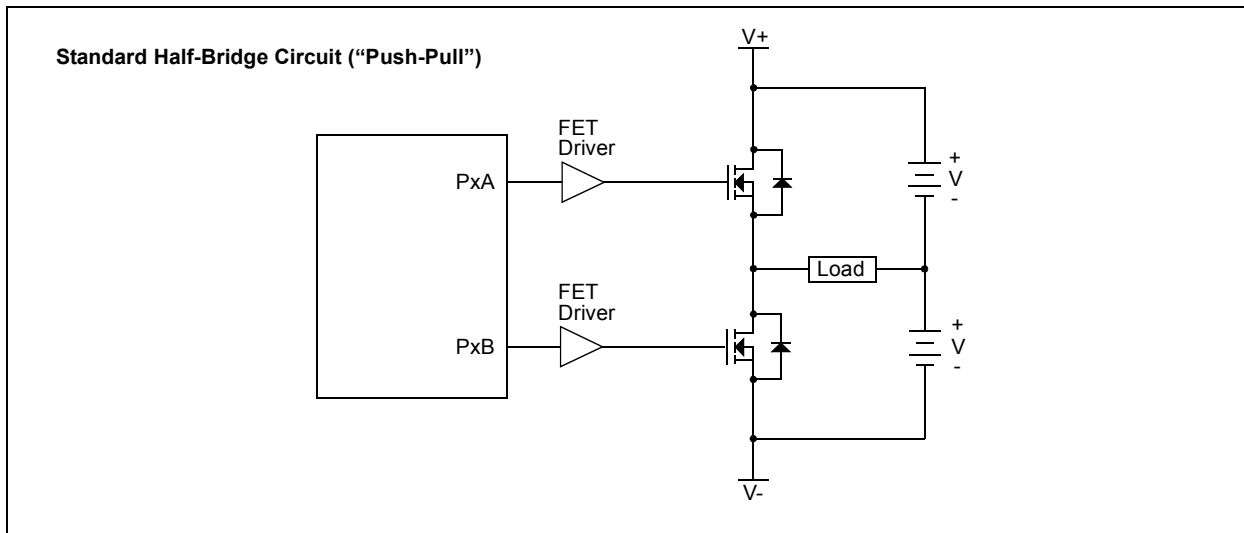 Standard Half-Bridge Circuit (“Push-Pull”)
V+
FET
Driver
PxA
+
V
-
Load
FET
Driver
PxB
+
V
-
V-